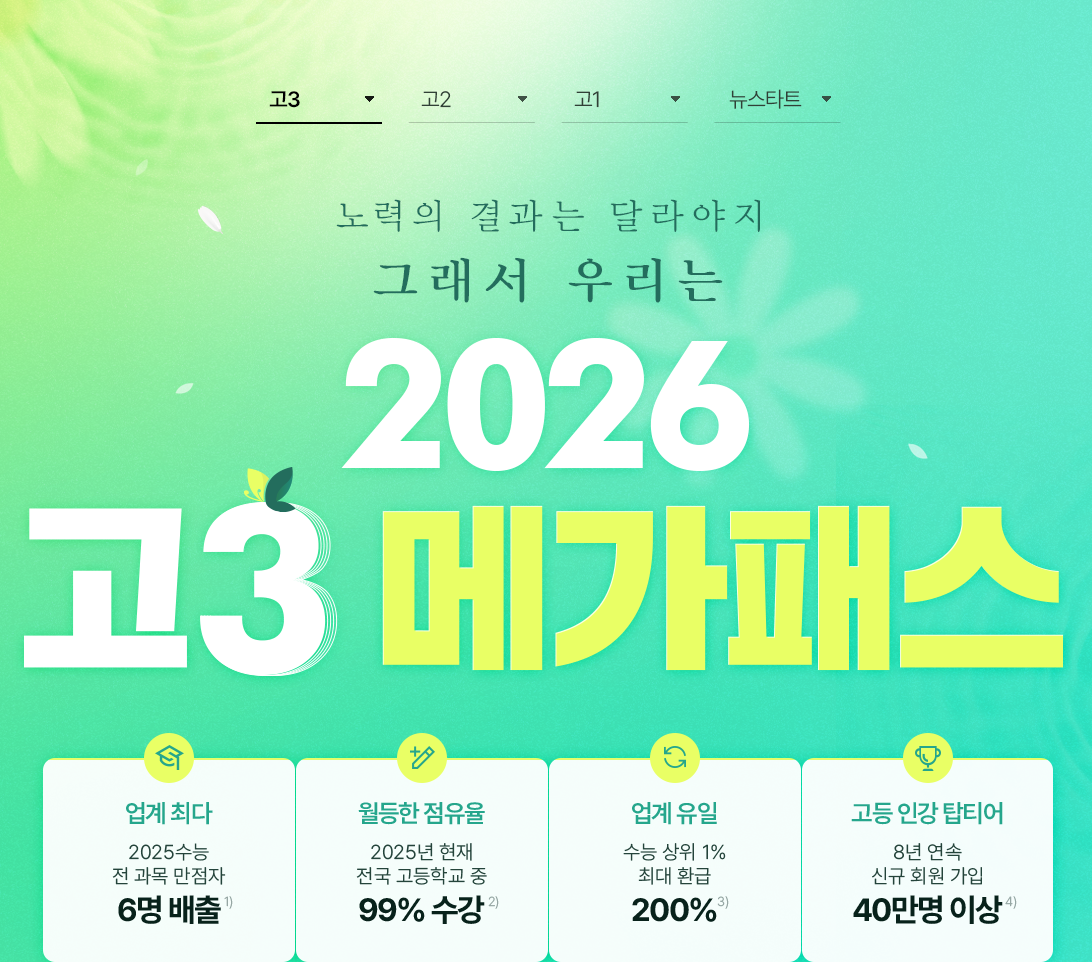 고3
고2
고1
뉴스타트
노력의 결과는 달라야지
그래서 우리는
2026
고3 메가패스
업계 최다
2025수능
전 과목 만점자
6명 배출 1)
월등한 점유율
2025년 현재
전국 고등학교 중
99% 수강 2)
업계 유일
수능 상위 1%
최대 환급
200% 3)
고등 인강 탑티어
8년 연속
신규 회원 가입
40만명 이상 4)